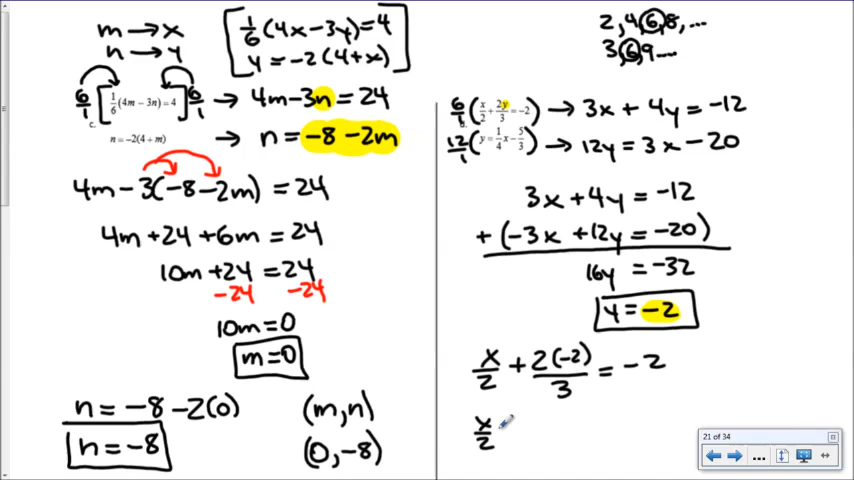 m → x
n → y
1/6 (4x - 3y) = 4
y = -2 (4 + x)
6/1 [ 1/6 (4m - 3n) = 4 ] 6/1 → 4m - 3n = 24
c.
n = -2(4 + m) → n = -8 - 2m
4m - 3(-8 - 2m) = 24
4m + 24 + 6m = 24
10m + 24 = 24
-24 -24
10m = 0
m = 0
n = -8 - 2(0)
n = -8
(m, n)
(0, -8)
2, 4, 6, 8, ...
3, 6, 9 ...
6/1 ( x/2 + 2y/3 = -2 ) → 3x + 4y = -12
12/1 ( y = 1/4 x - 5/3 ) → 12y = 3x - 20
3x + 4y = -12
+ (-3x + 12y = -20)
16y = -32
y = -2
x/2 + 2(-2)/3 = -2
x/2
21 of 34